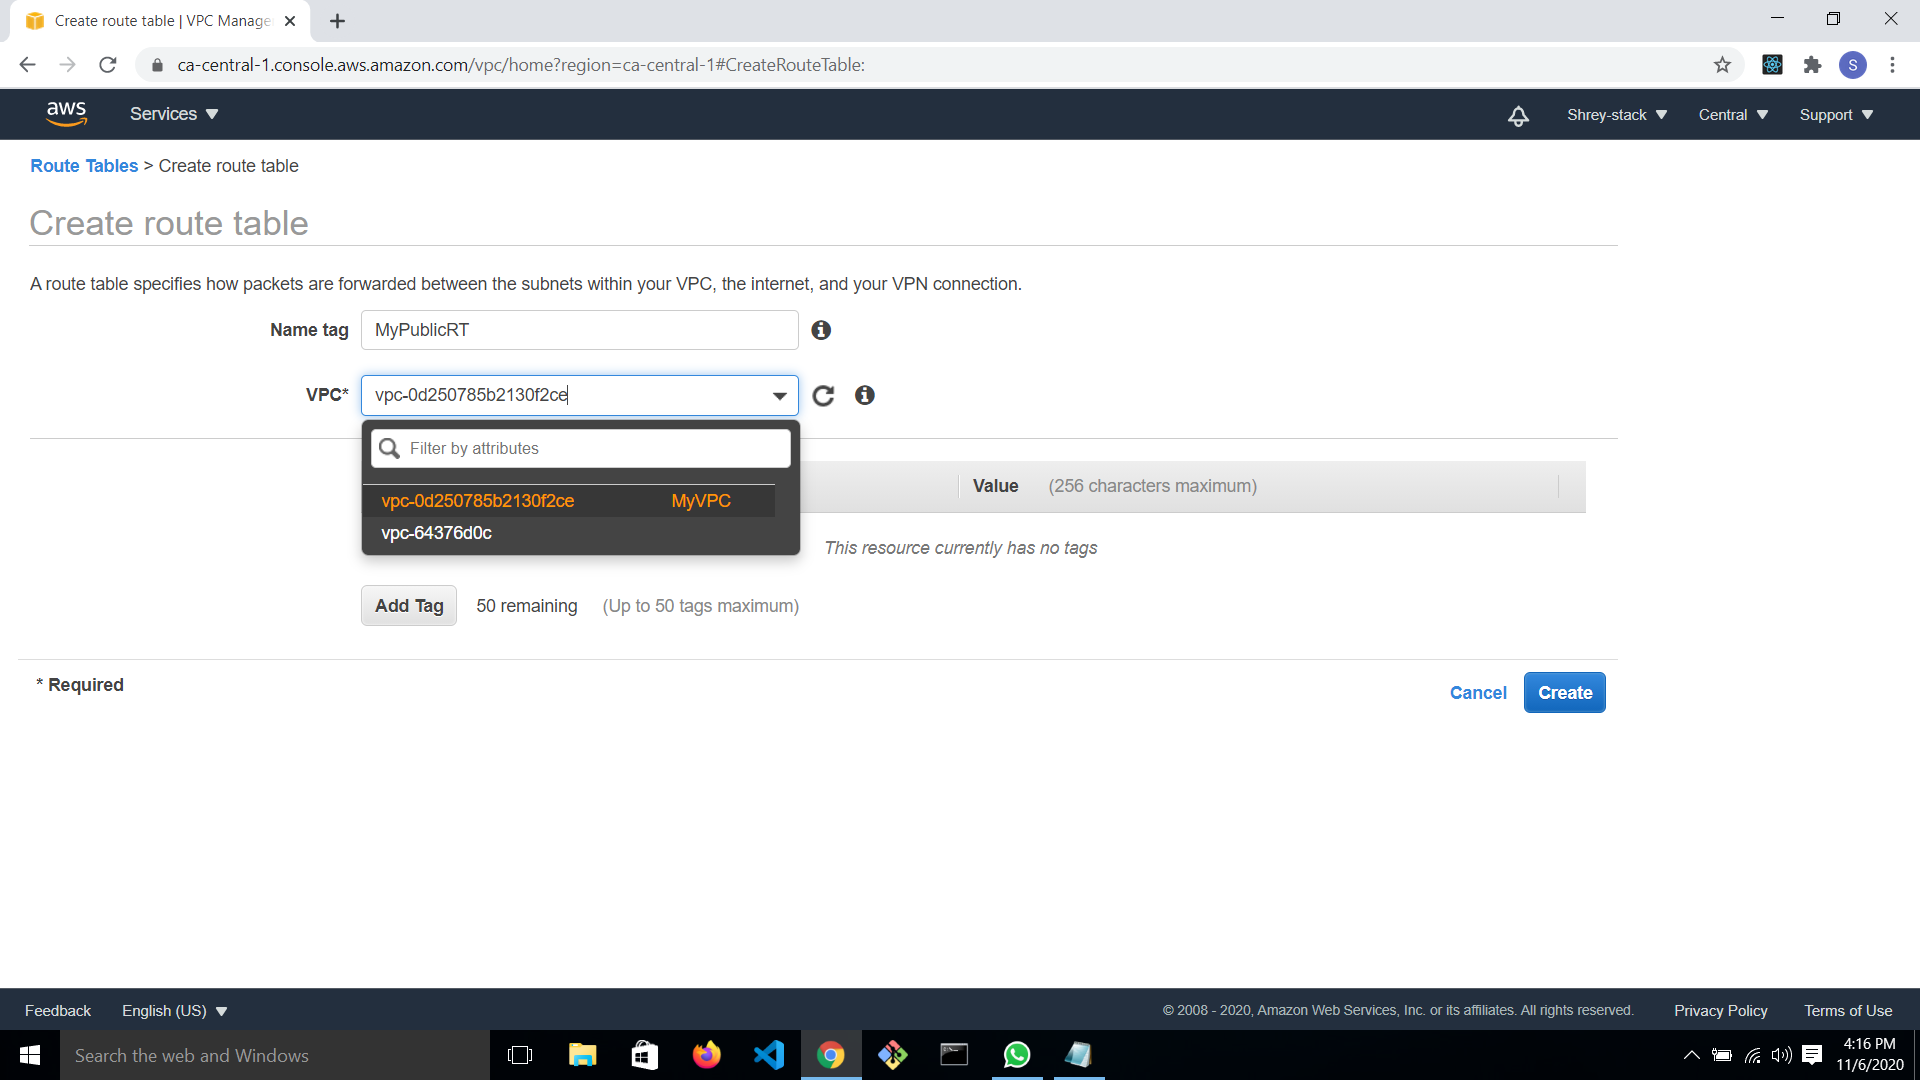 Create route table | VPC Manage
ca-central-1.console.aws.amazon.com/vpc/home?region=ca-central-1#CreateRouteTable:
S
aws
Services
Shrey-stack
Central
Support
Route Tables > Create route table
Create route table
A route table specifies how packets are forwarded between the subnets within your VPC, the internet, and your VPN connection.
Name tag
MyPublicRT
VPC*
vpc-0d250785b2130f2ce
Filter by attributes
vpc-0d250785b2130f2ce MyVPC
vpc-64376d0c
Value (256 characters maximum)
This resource currently has no tags
Add Tag
50 remaining
(Up to 50 tags maximum)
* Required
Cancel
Create
Feedback
English (US)
© 2008 - 2020, Amazon Web Services, Inc. or its affiliates. All rights reserved.
Privacy Policy
Terms of Use
Search the web and Windows
4:16 PM
11/6/2020